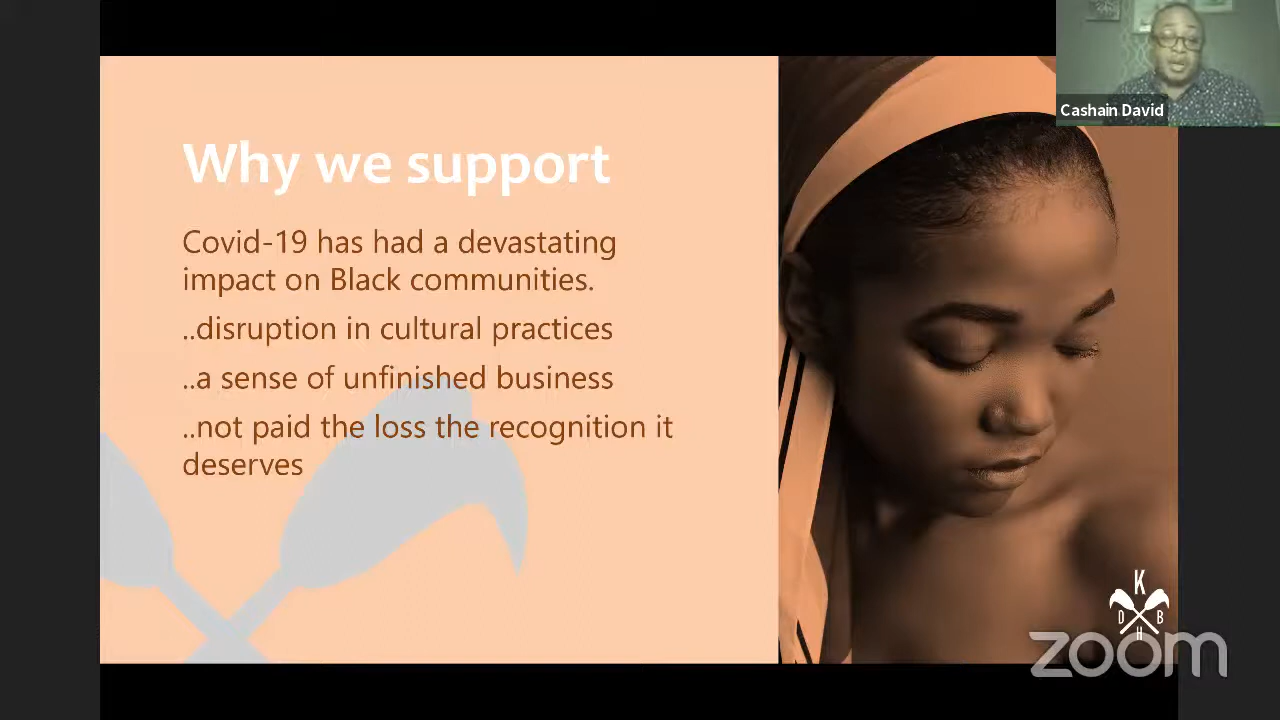 Cashain David
Why we support
Covid-19 has had a devastating
impact on Black communities.
..disruption in cultural practices
..a sense of unfinished business
..not paid the loss the recognition it
deserves
K
D B
H
zoom